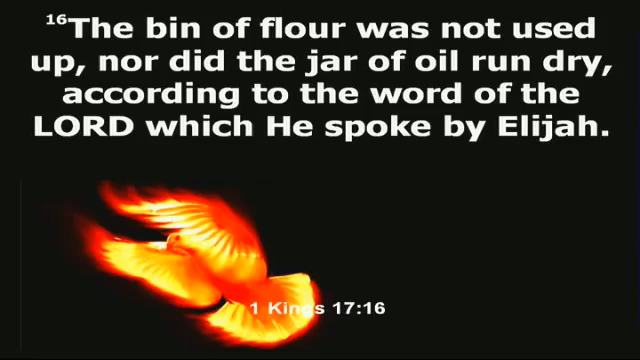 16The bin of flour was not used
up, nor did the jar of oil run dry,
according to the word of the
LORD which He spoke by Elijah.
1 Kings 17:16